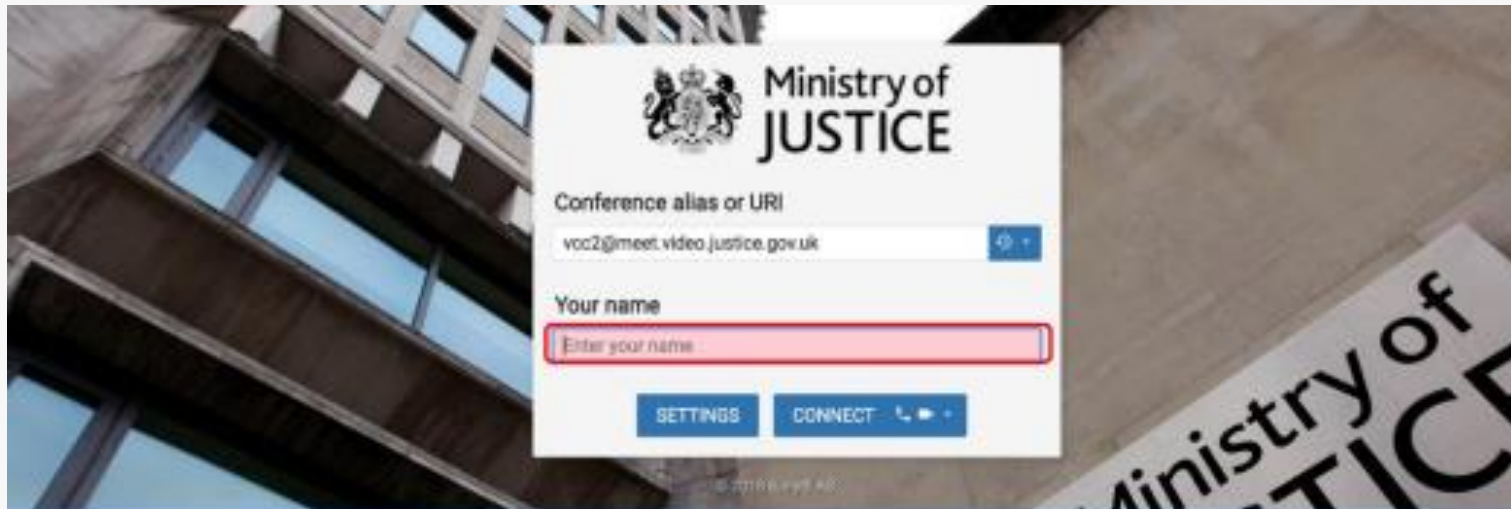 Ministry of
JUSTICE
Conference alias or URI
vcc2@meet.video.justice.gov.uk
Your name
Enter your name
SETTINGS
CONNECT
Ministry of